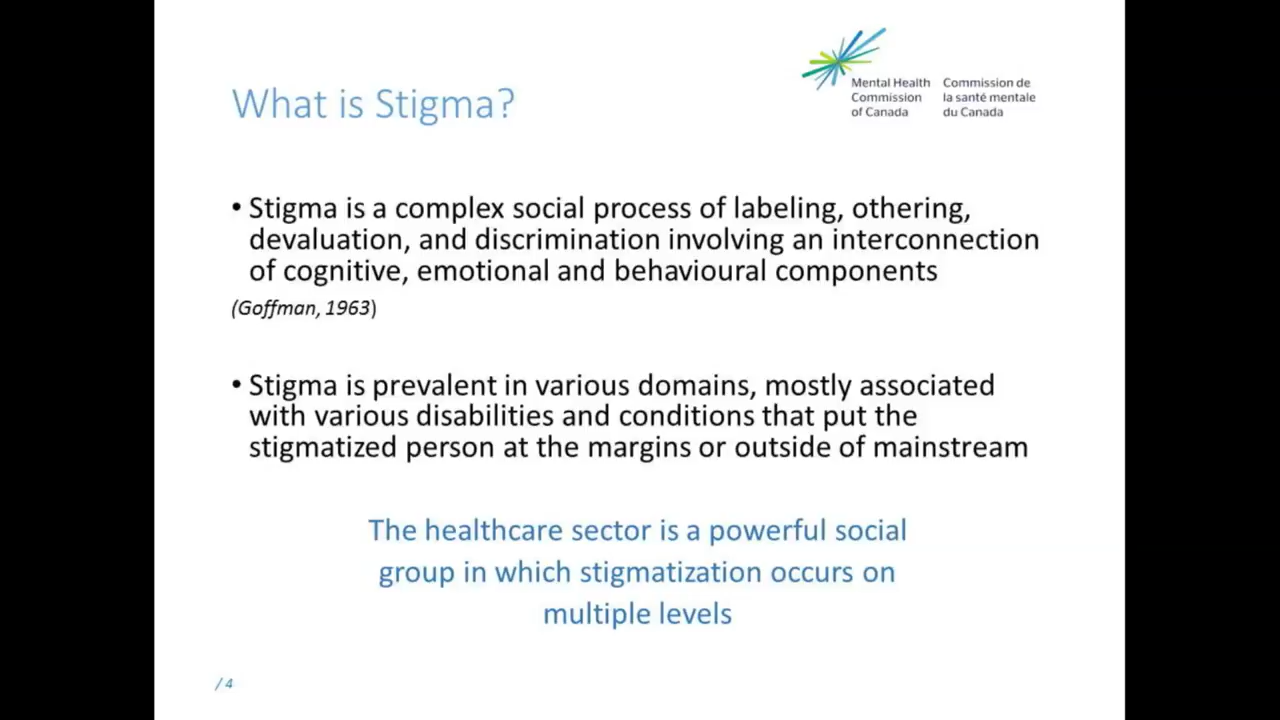 What is Stigma?
Mental Health
Commission
of Canada
Commission de
la santé mentale
du Canada
• Stigma is a complex social process of labeling, othering,
devaluation, and discrimination involving an interconnection
of cognitive, emotional and behavioural components
(Goffman, 1963)
• Stigma is prevalent in various domains, mostly associated
with various disabilities and conditions that put the
stigmatized person at the margins or outside of mainstream
The healthcare sector is a powerful social
group in which stigmatization occurs on
multiple levels
/ 4